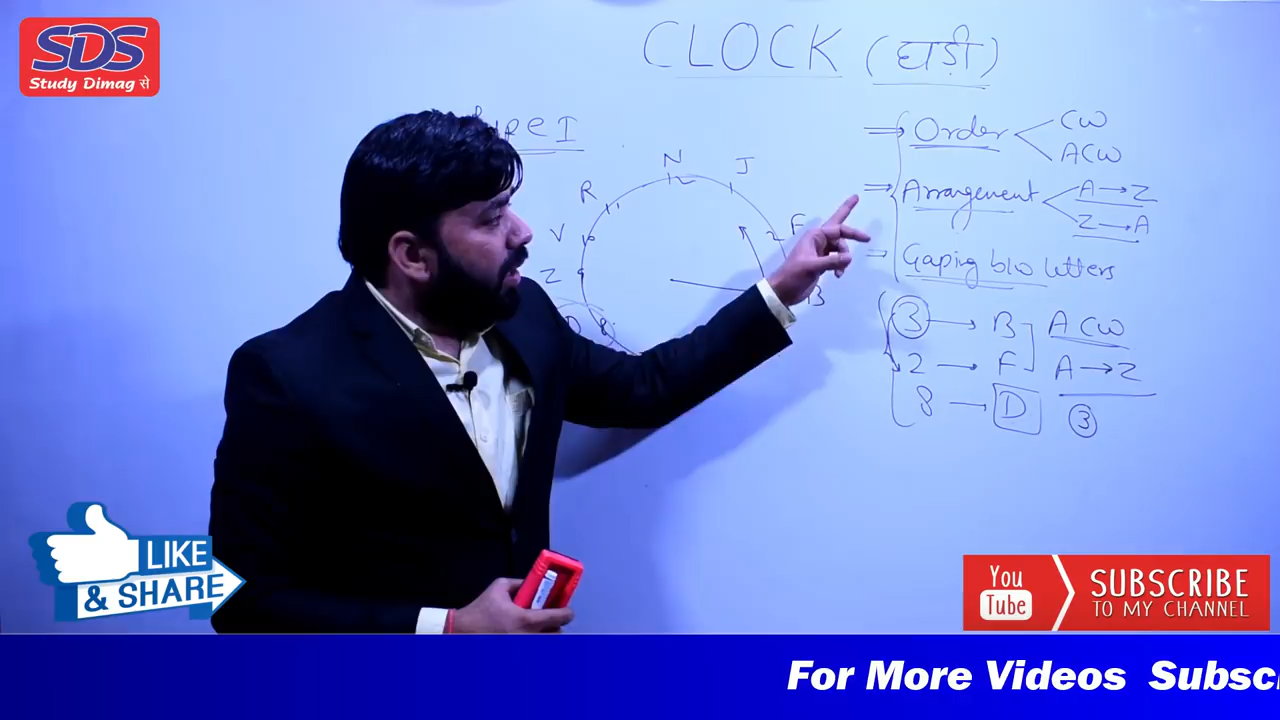 SDS
Study Dimag से
CLOCK (घड़ी)
Type I
N
J
R
F
V
Z
B
D
⇒ Order CW
ACW
⇒ Arrangement A→Z
Z→A
⇒ Gaping b/w letters
3 → B ACW
2 → F A→Z
8 → D 3
LIKE
& SHARE
You
Tube
SUBSCRIBE
TO MY CHANNEL
For More Videos Subsc